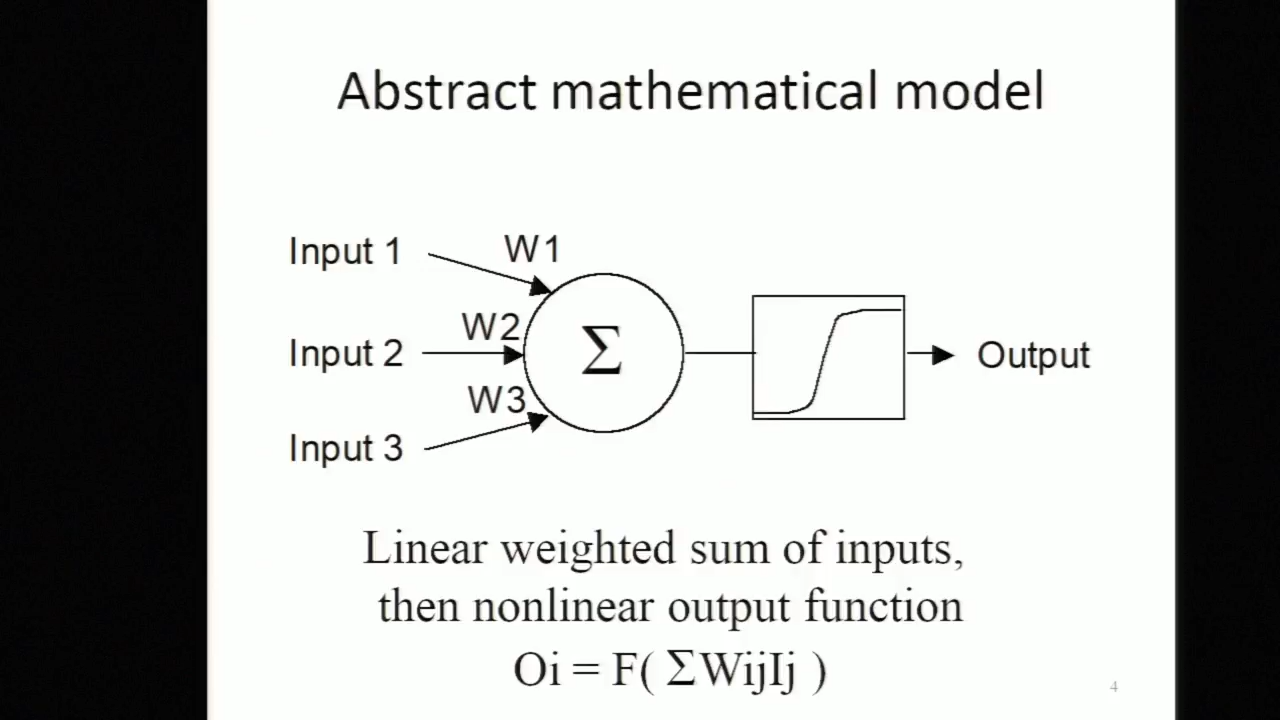 Abstract mathematical model
Input 1
W1
W2
Input 2
Σ
Output
W3
Input 3
Linear weighted sum of inputs,
then nonlinear output function
Oi = F( ΣWijIj )
4